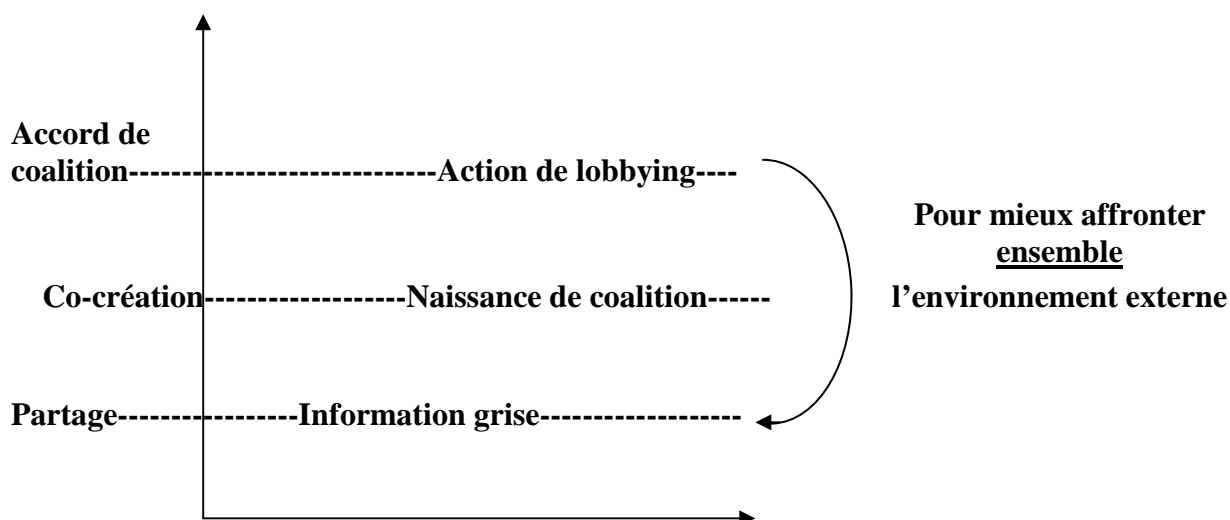 Accord de
coalition-----------------------------Action de lobbying----
Pour mieux affronter
ensemble
l’environnement externe
Co-création-------------------Naissance de coalition------
Partage-----------------Information grise-------------------